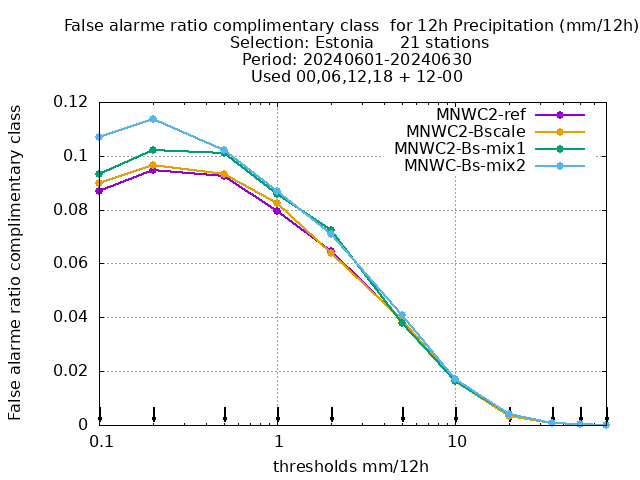 False alarme ratio complimentary class  for 12h Precipitation (mm/12h)
Selection: Estonia     21 stations
Period: 20240601-20240630
Used 00,06,12,18 + 12-00
MNWC2-ref
MNWC2-Bscale
MNWC2-Bs-mix1
MNWC-Bs-mix2
0.12
0.1
0.08
0.06
0.04
0.02
0
False alarme ratio complimentary class
0.1
1
10
thresholds mm/12h